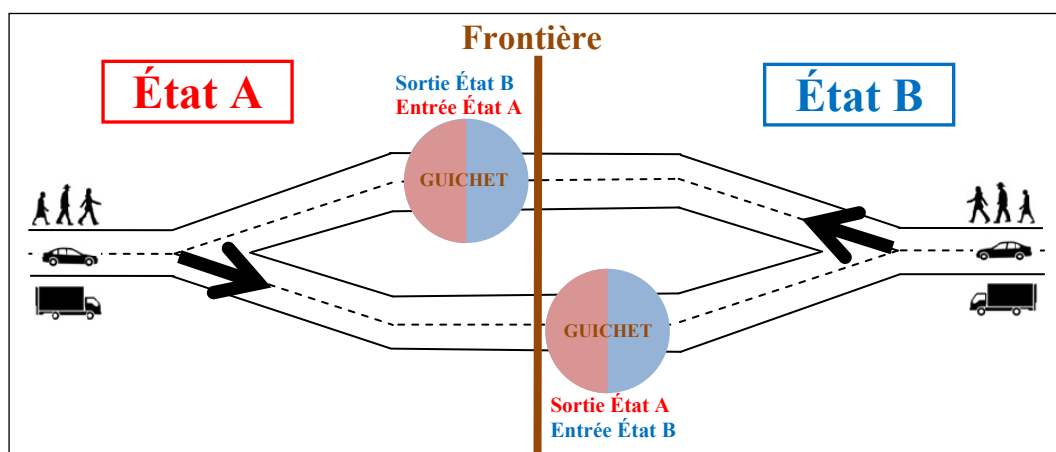 Frontière
État A
Sortie État B
Entrée État A
État B
GUICHET
GUICHET
Sortie État A
Entrée État B